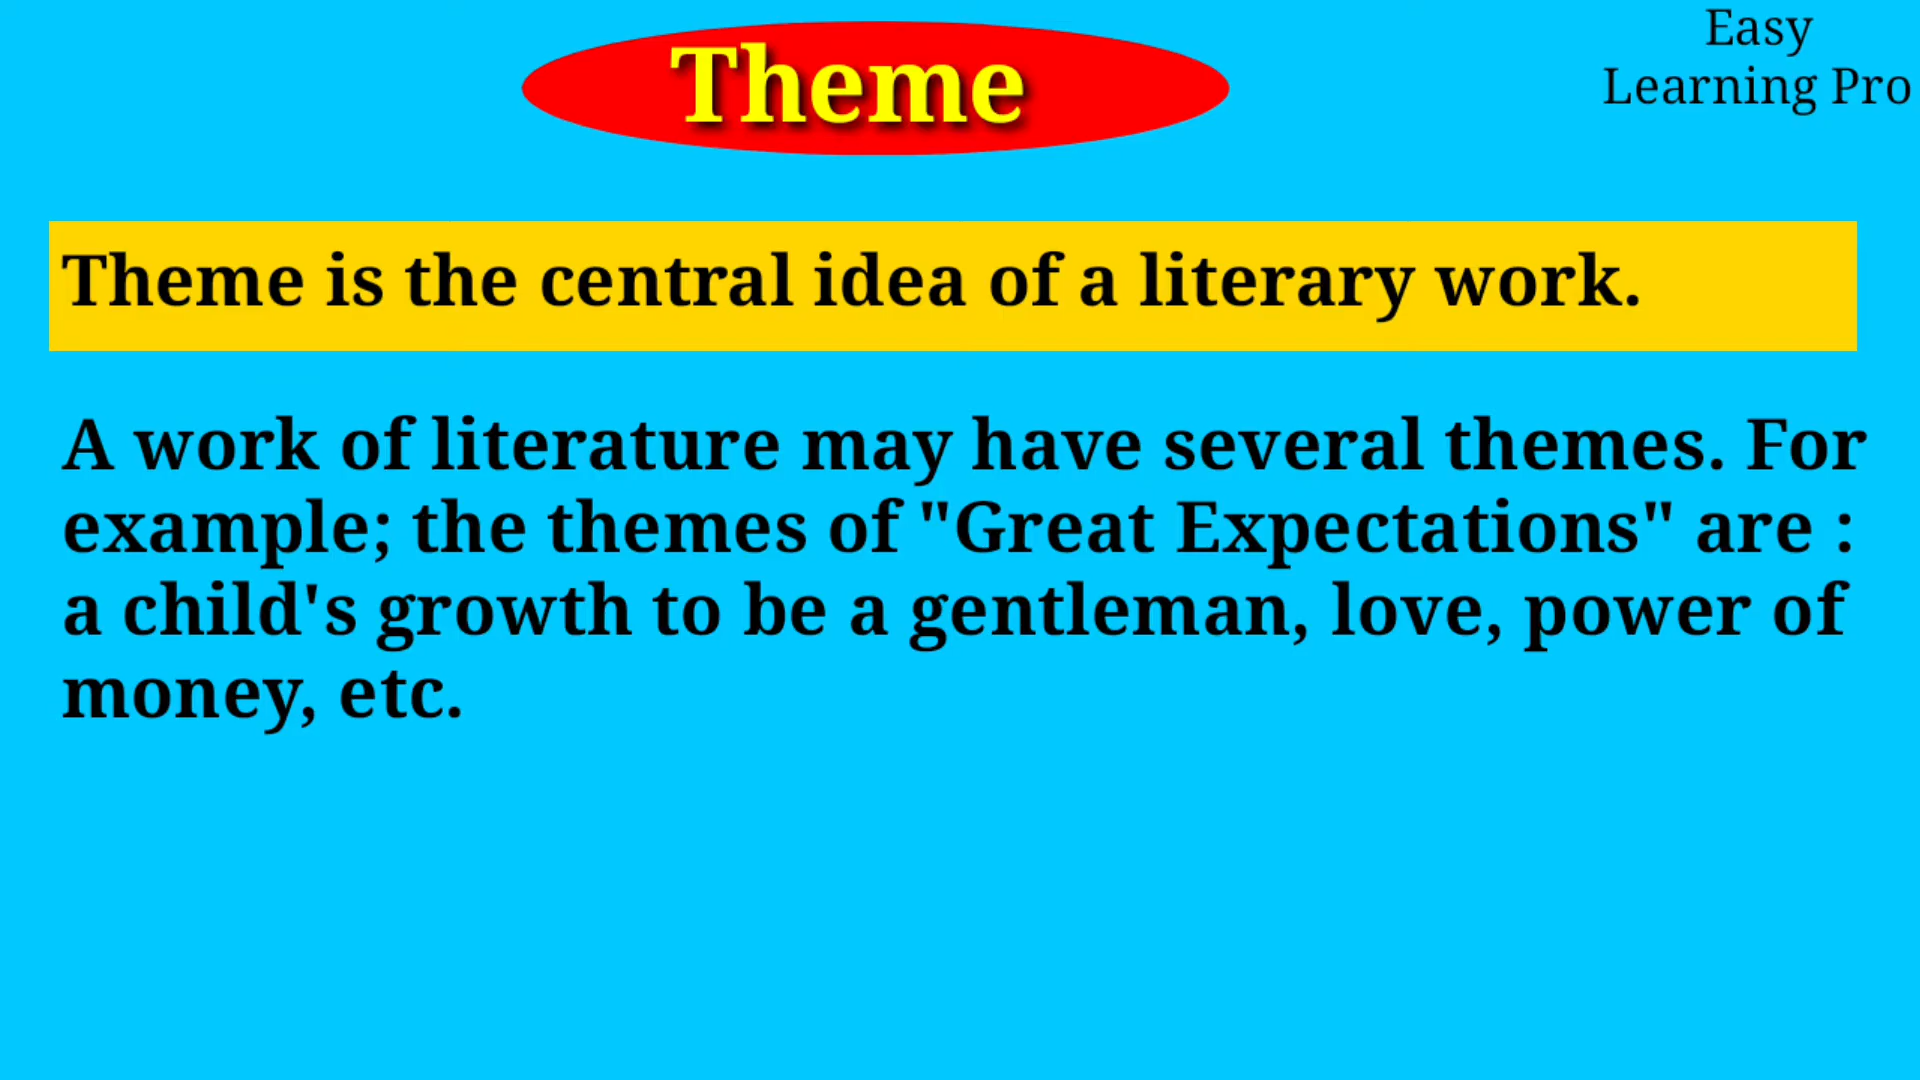 Theme
Easy
Learning Pro
Theme is the central idea of a literary work.
A work of literature may have several themes. For
example; the themes of "Great Expectations" are :
a child's growth to be a gentleman, love, power of
money, etc.